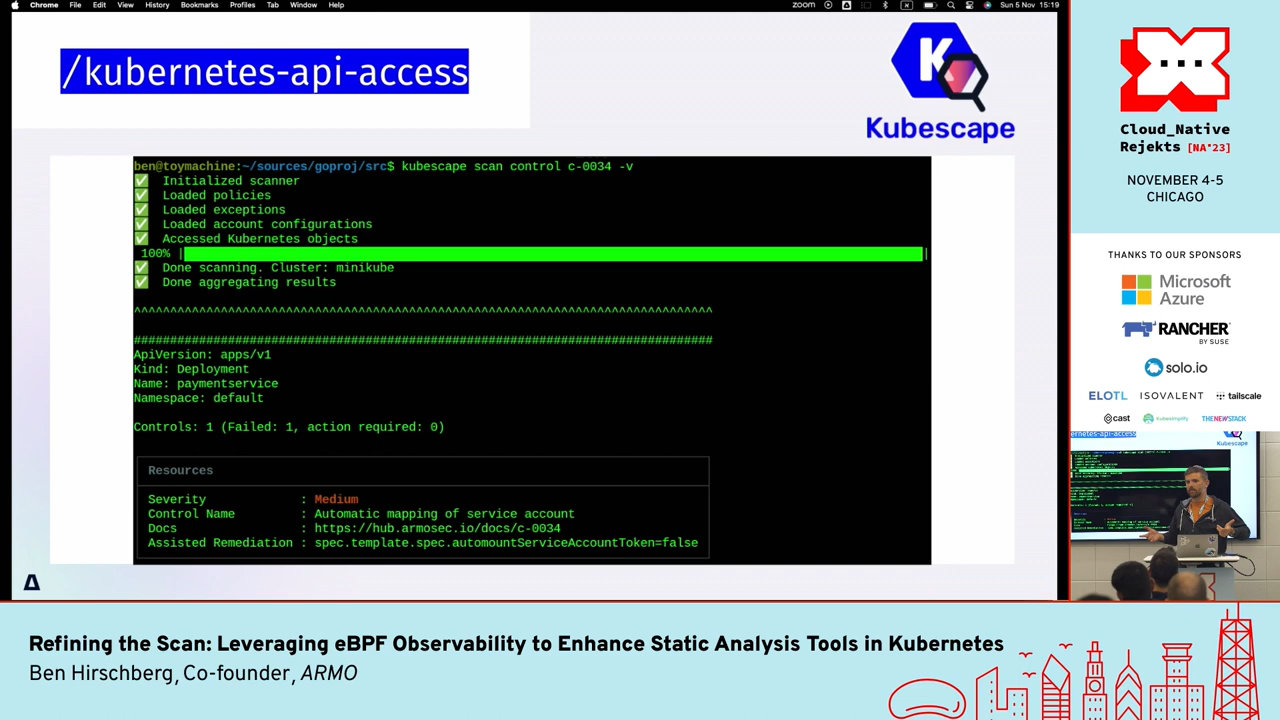 Chrome File Edit View History Bookmarks Profiles Tab Window Help
zoom Sun 5 Nov 15:19
/kubernetes-api-access
K
Kubescape
ben@toymachine:~/sources/goproj/src$ kubescape scan control c-0034 -v
✅ Initialized scanner
✅ Loaded policies
✅ Loaded exceptions
✅ Loaded account configurations
✅ Accessed Kubernetes objects
100% | |
✅ Done scanning. Cluster: minikube
✅ Done aggregating results
^^^^^^^^^^^^^^^^^^^^^^^^^^^^^^^^^^^^^^^^^^^^^^^^^^^^^^^^^^^^^^^^^^^^^^^^^^^^^^^^
################################################################################
ApiVersion: apps/v1
Kind: Deployment
Name: paymentservice
Namespace: default
Controls: 1 (Failed: 1, action required: 0)
Resources
Severity : Medium
Control Name : Automatic mapping of service account
Docs : https://hub.armosec.io/docs/c-0034
Assisted Remediation : spec.template.spec.automountServiceAccountToken=false
Cloud_Native
Rejekts [NA'23]
NOVEMBER 4-5
CHICAGO
THANKS TO OUR SPONSORS
Microsoft
Azure
RANCHER
BY SUSE
solo.io
ELOTL ISOVALENT tailscale
cast Kubesimplify THENEWSTACK
ernetes-api-access
Kubescape
Refining the Scan: Leveraging eBPF Observability to Enhance Static Analysis Tools in Kubernetes
Ben Hirschberg, Co-founder, ARMO